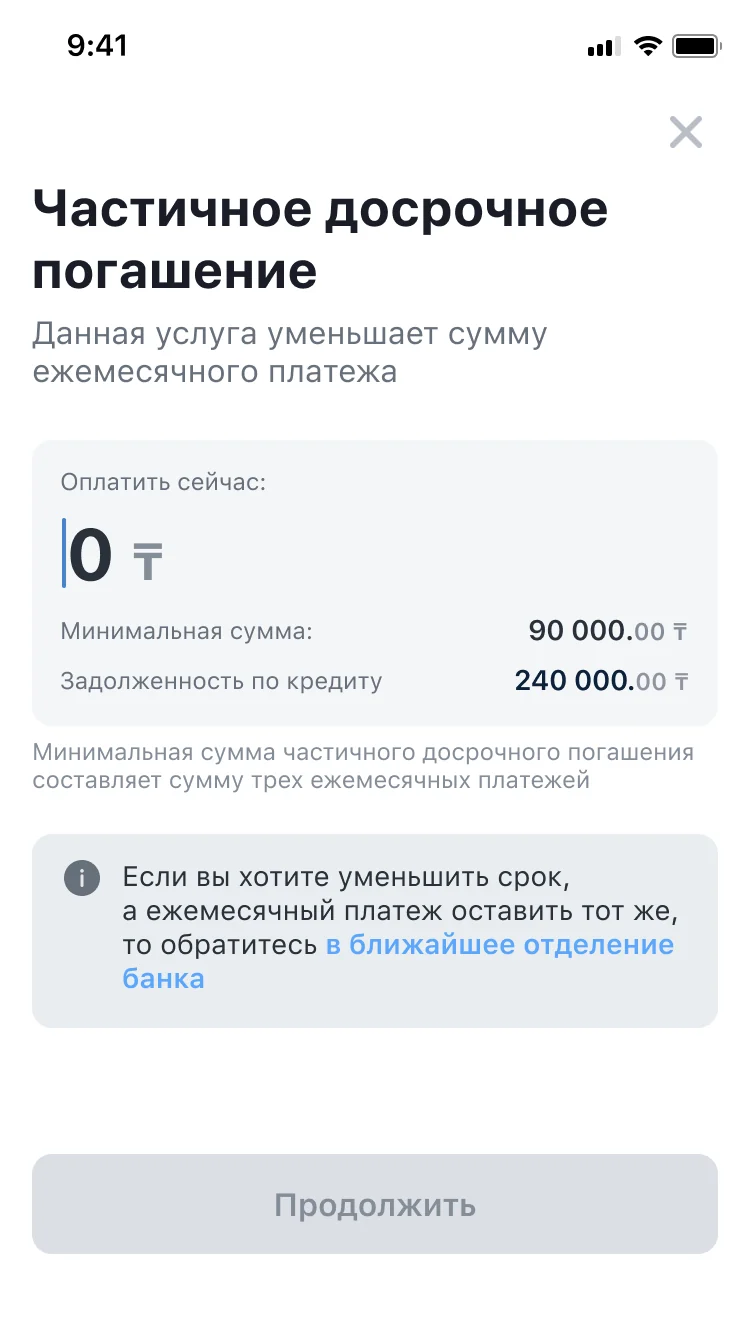 9:41
Частичное досрочное
погашение
Данная услуга уменьшает сумму
ежемесячного платежа
Оплатить сейчас:
0 ₸
Минимальная сумма: 90 000.00 ₸
Задолженность по кредиту 240 000.00 ₸
Минимальная сумма частичного досрочного погашения
составляет сумму трех ежемесячных платежей
Если вы хотите уменьшить срок,
а ежемесячный платеж оставить тот же,
то обратитесь в ближайшее отделение
банка
Продолжить